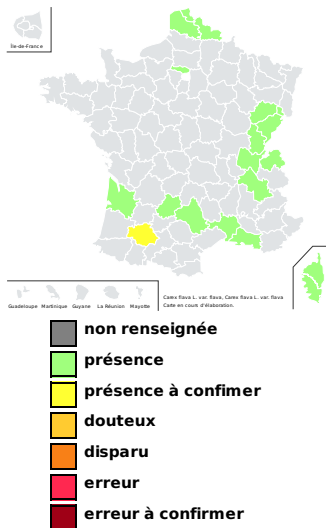 Île-de-France
Guadeloupe Martinique Guyane La Réunion Mayotte
Carex flava L. var. flava, Carex flava L. var. flava
Carte en cours d'élaboration.
non renseignée
présence
présence à confimer
douteux
disparu
erreur
erreur à confirmer